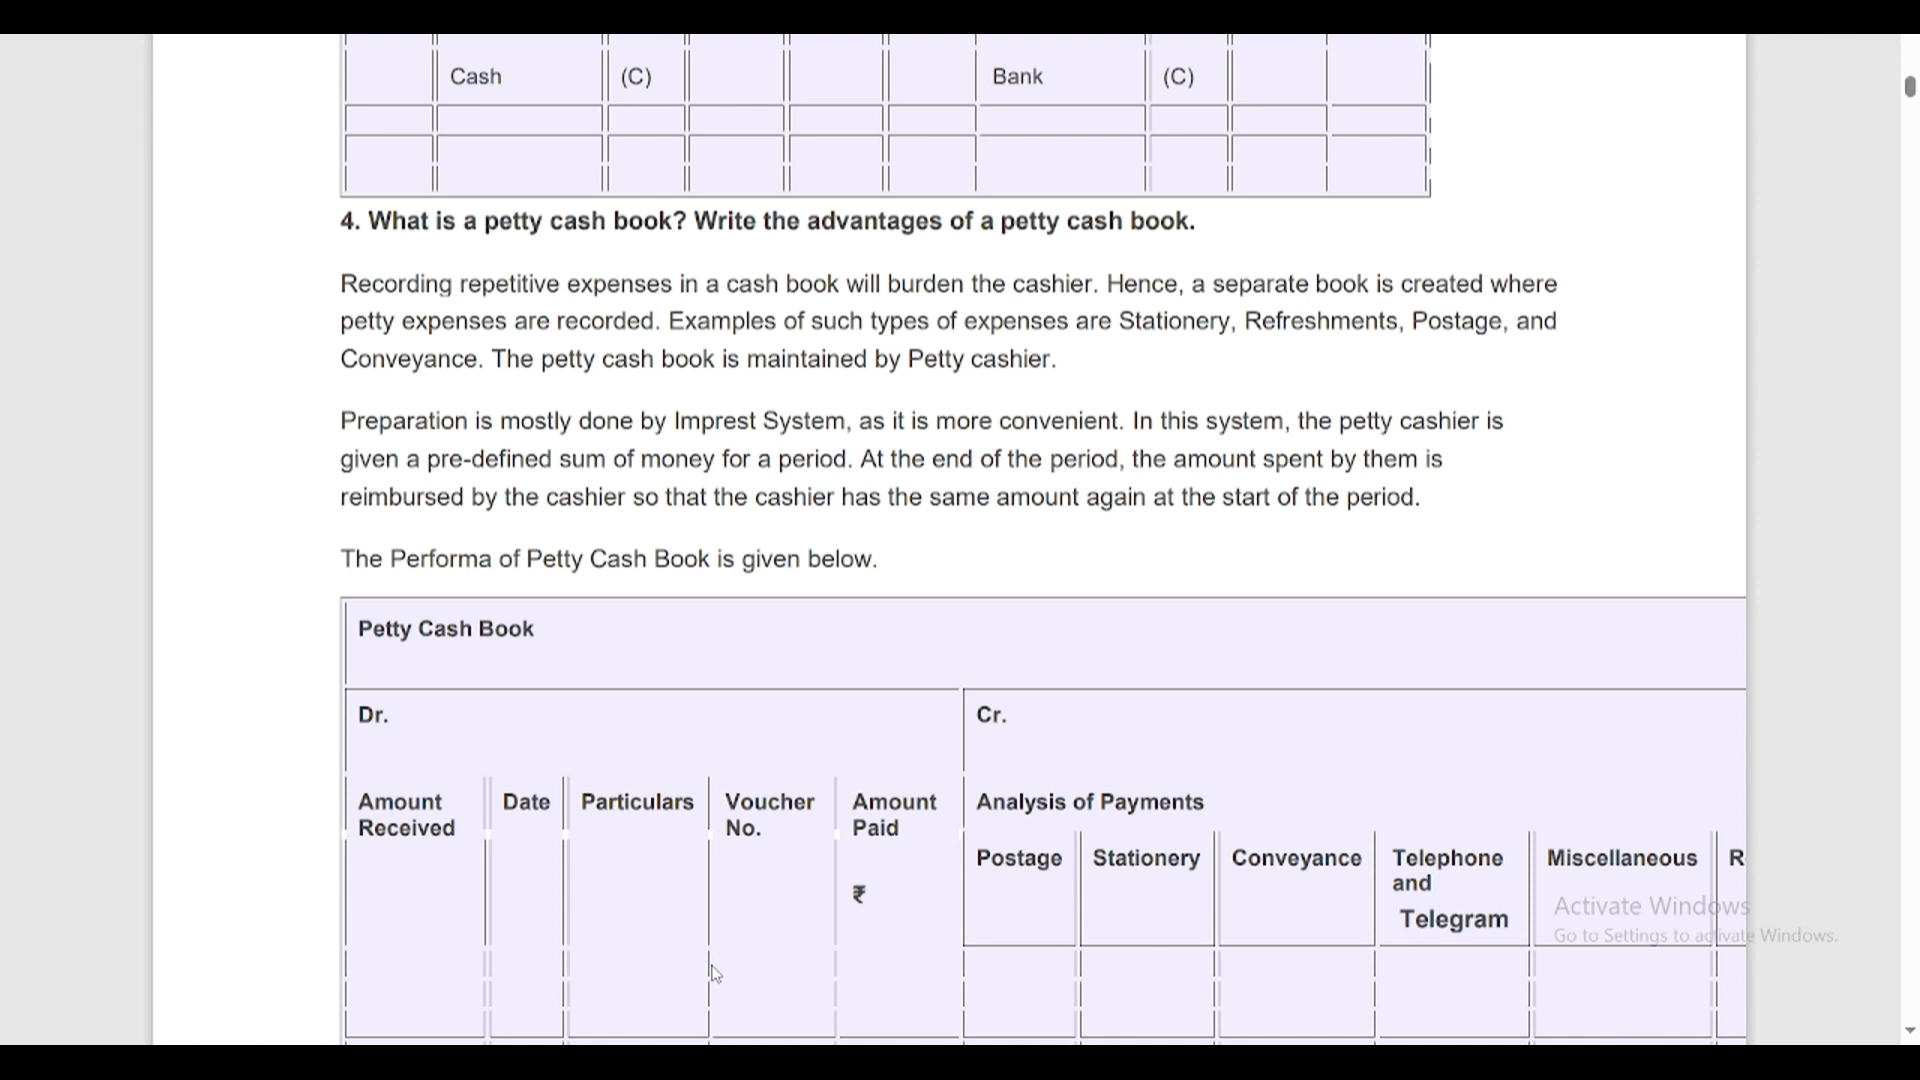 Cash (C) Bank (C)
4. What is a petty cash book? Write the advantages of a petty cash book.
Recording repetitive expenses in a cash book will burden the cashier. Hence, a separate book is created where
petty expenses are recorded. Examples of such types of expenses are Stationery, Refreshments, Postage, and
Conveyance. The petty cash book is maintained by Petty cashier.
Preparation is mostly done by Imprest System, as it is more convenient. In this system, the petty cashier is
given a pre-defined sum of money for a period. At the end of the period, the amount spent by them is
reimbursed by the cashier so that the cashier has the same amount again at the start of the period.
The Performa of Petty Cash Book is given below.
Petty Cash Book
Dr. Cr.
Amount Date Particulars Voucher Amount Analysis of Payments
Received No. Paid
Postage Stationery Conveyance Telephone Miscellaneous R
and
₹
Telegram
Activate Windows
Go to Settings to activate Windows.